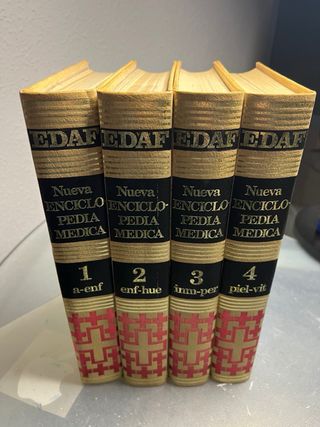 EDAF
Nueva
ENCICLO
PEDIA
MEDICA
1
a-enf
EDAF
Nueva
ENCICLO-
PEDIA
MEDICA
2
enf-hue
EDAF
Nueva
ENCICLO-
PEDIA
MEDICA
3
inm-per
EDAF
Nueva
ENCICLO-
PEDIA
MEDICA
4
piel-vit